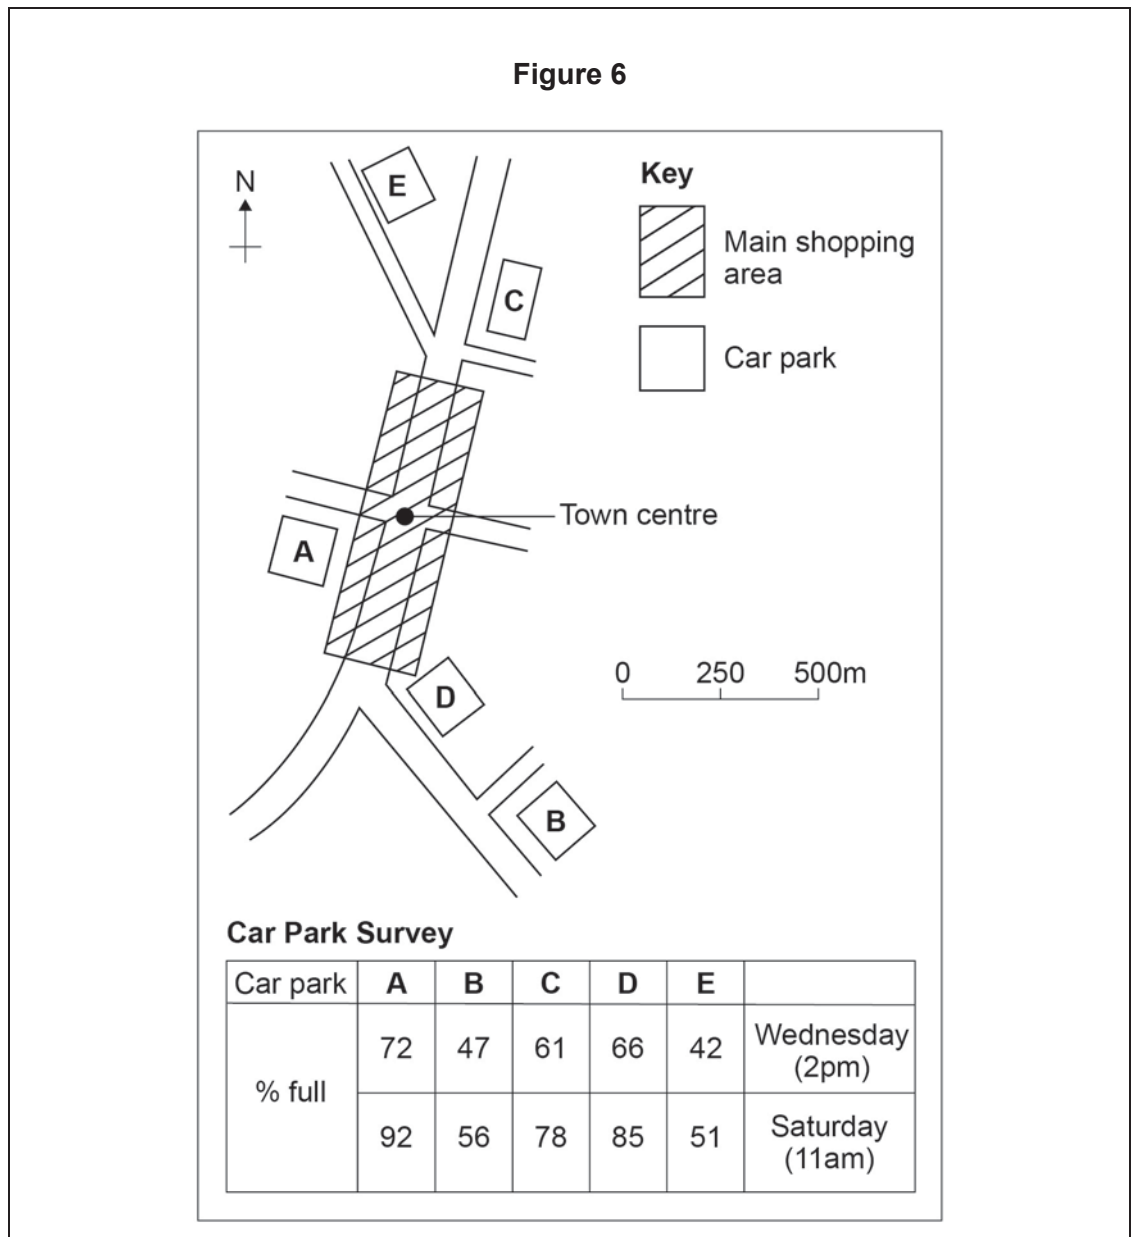 Figure 6
N
E
C
A
D
B
Key
Main shopping
area
Car park
Town centre
0 250 500m
Car Park Survey
Car park A B C D E
% full
72 47 61 66 42 Wednesday
(2pm)
92 56 78 85 51 Saturday
(11am)